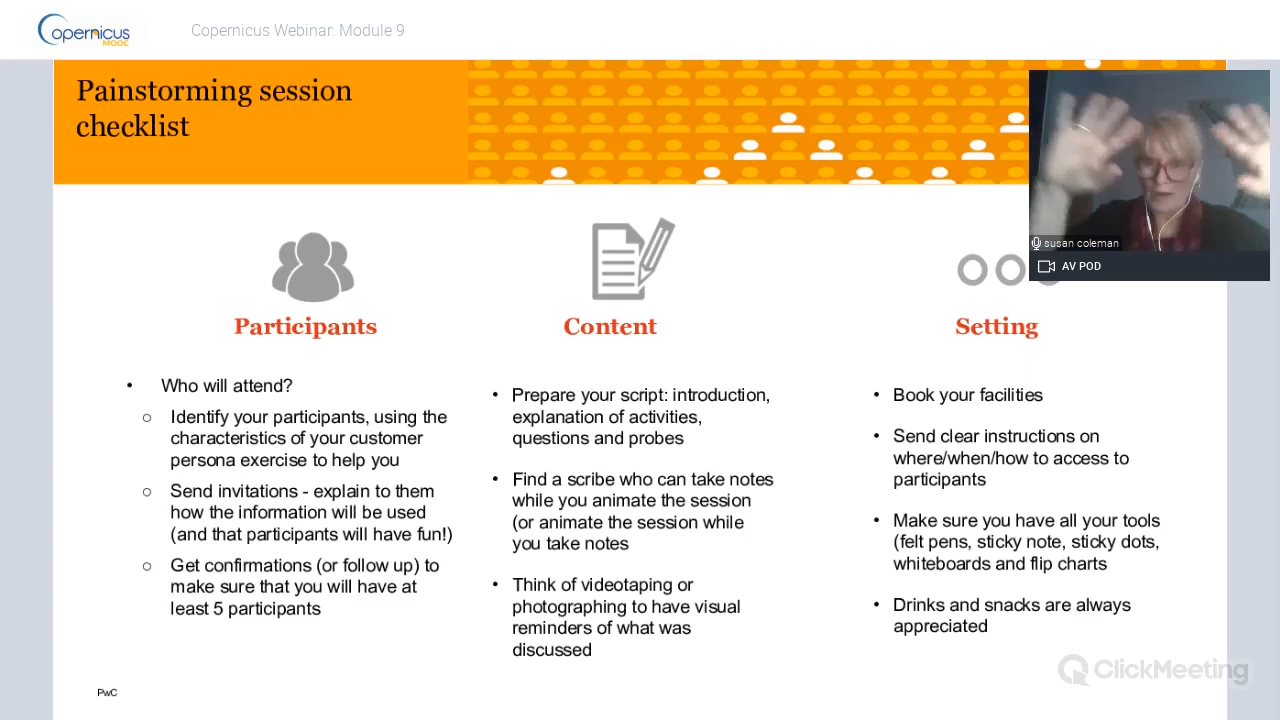 Copernicus
MOOC
Copernicus Webinar: Module 9
Painstorming session
checklist
susan coleman
AV POD
Participants
Content
Setting
• Who will attend?
○ Identify your participants, using the
characteristics of your customer
persona exercise to help you
○ Send invitations - explain to them
how the information will be used
(and that participants will have fun!)
○ Get confirmations (or follow up) to
make sure that you will have at
least 5 participants
• Prepare your script: introduction,
explanation of activities,
questions and probes
• Find a scribe who can take notes
while you animate the session
(or animate the session while
you take notes
• Think of videotaping or
photographing to have visual
reminders of what was
discussed
• Book your facilities
• Send clear instructions on
where/when/how to access to
participants
• Make sure you have all your tools
(felt pens, sticky note, sticky dots,
whiteboards and flip charts
• Drinks and snacks are always
appreciated
ClickMeeting
PwC